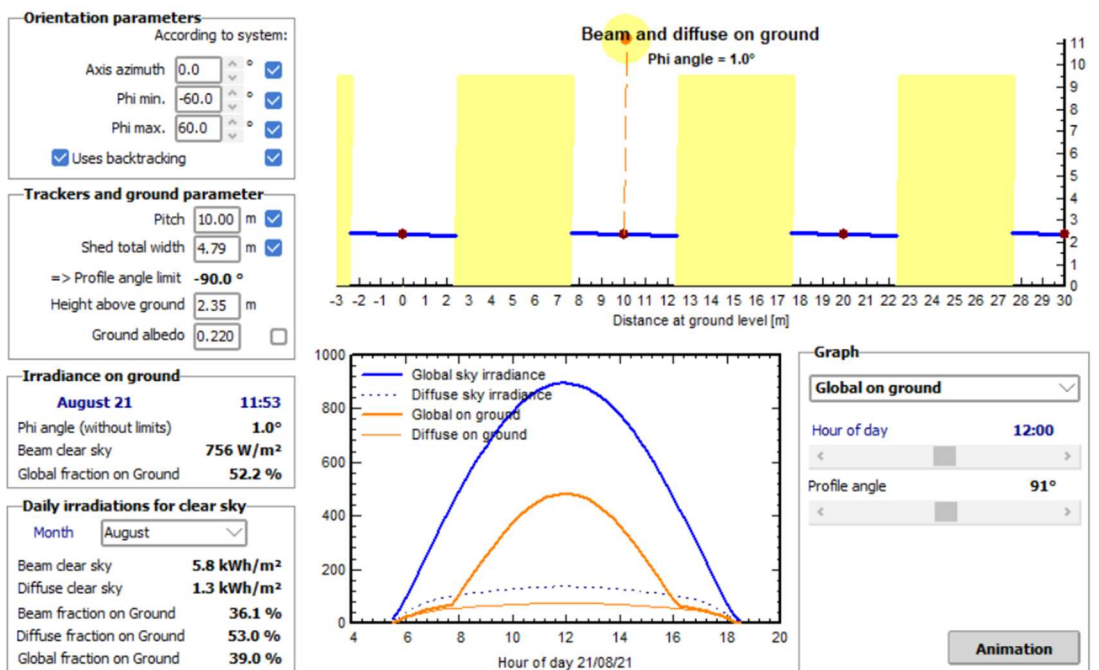 Orientation parameters
According to system:
Axis azimuth 0.0 °
Phi min. -60.0 °
Phi max. 60.0 °
Uses backtracking
Trackers and ground parameter
Pitch 10.00 m
Shed total width 4.79 m
=> Profile angle limit -90.0 °
Height above ground 2.35 m
Ground albedo 0.220
Irradiance on ground
August 21 11:53
Phi angle (without limits) 1.0°
Beam clear sky 756 W/m²
Global fraction on Ground 52.2 %
Daily irradiations for clear sky
Month August
Beam clear sky 5.8 kWh/m²
Diffuse clear sky 1.3 kWh/m²
Beam fraction on Ground 36.1 %
Diffuse fraction on Ground 53.0 %
Global fraction on Ground 39.0 %
Beam and diffuse on ground
Phi angle = 1.0°
11
10
9
8
7
6
5
4
3
2
1
0
-3 -2 -1 0 1 2 3 4 5 6 7 8 9 10 11 12 13 14 15 16 17 18 19 20 21 22 23 24 25 26 27 28 29 30
Distance at ground level [m]
1000
800
600
400
200
0
Global sky irradiance
Diffuse sky irradiance
Global on ground
Diffuse on ground
4 6 8 10 12 14 16 18 20
Hour of day 21/08/21
Graph
Global on ground
Hour of day 12:00
Profile angle 91°
Animation